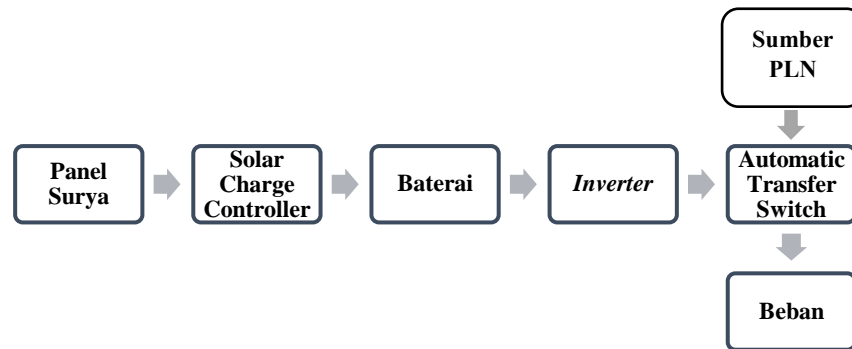 Sumber
PLN
Panel
Surya
Solar
Charge
Controller
Baterai
Inverter
Automatic
Transfer
Switch
Beban